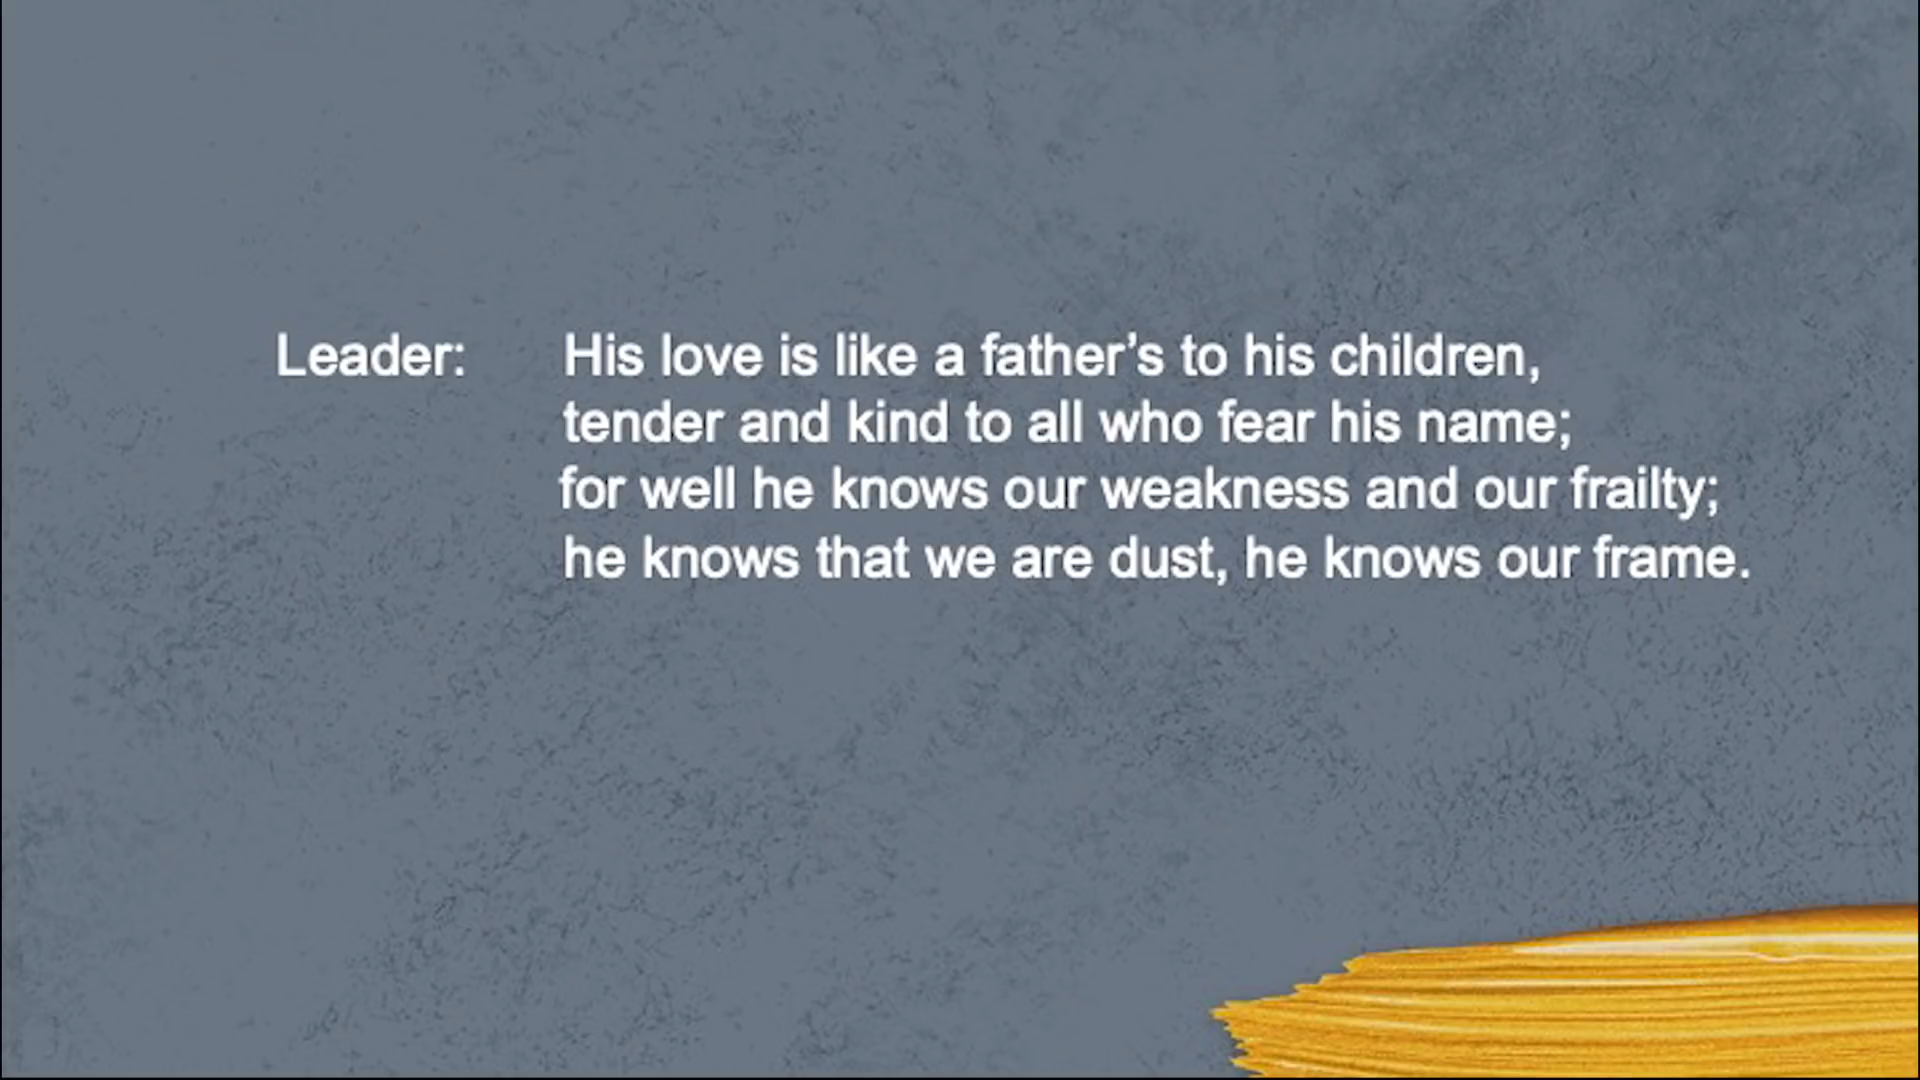 Leader: His love is like a father’s to his children,
tender and kind to all who fear his name;
for well he knows our weakness and our frailty;
he knows that we are dust, he knows our frame.